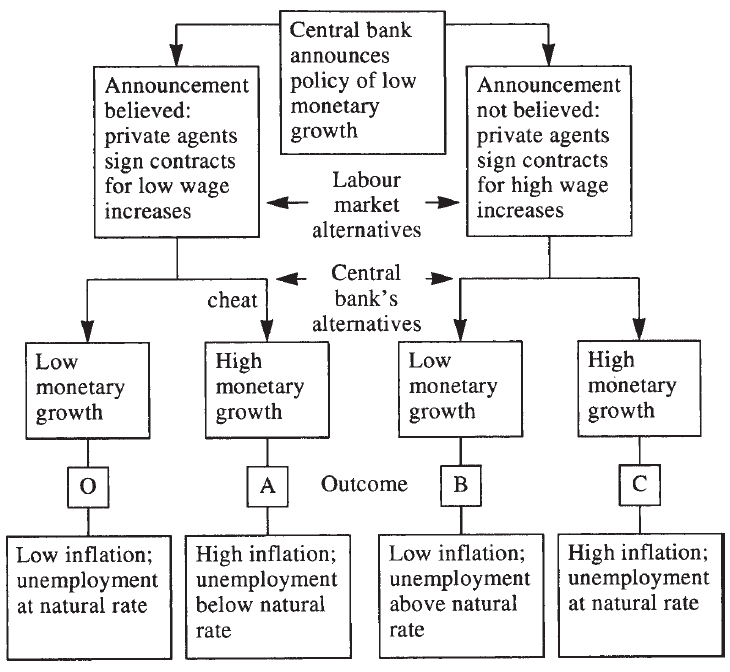 Central bank
announces
policy of low
monetary
growth
Announcement
believed:
private agents
sign contracts
for low wage
increases
Announcement
not believed:
private agents
sign contracts
for high wage
increases
Labour
market
alternatives
Central
bank's
alternatives
cheat
Low
monetary
growth
High
monetary
growth
Low
monetary
growth
High
monetary
growth
O
A
Outcome
B
C
Low inflation;
unemployment
at natural rate
High inflation;
unemployment
below natural
rate
Low inflation;
unemployment
above natural
rate
High inflation;
unemployment
at natural rate